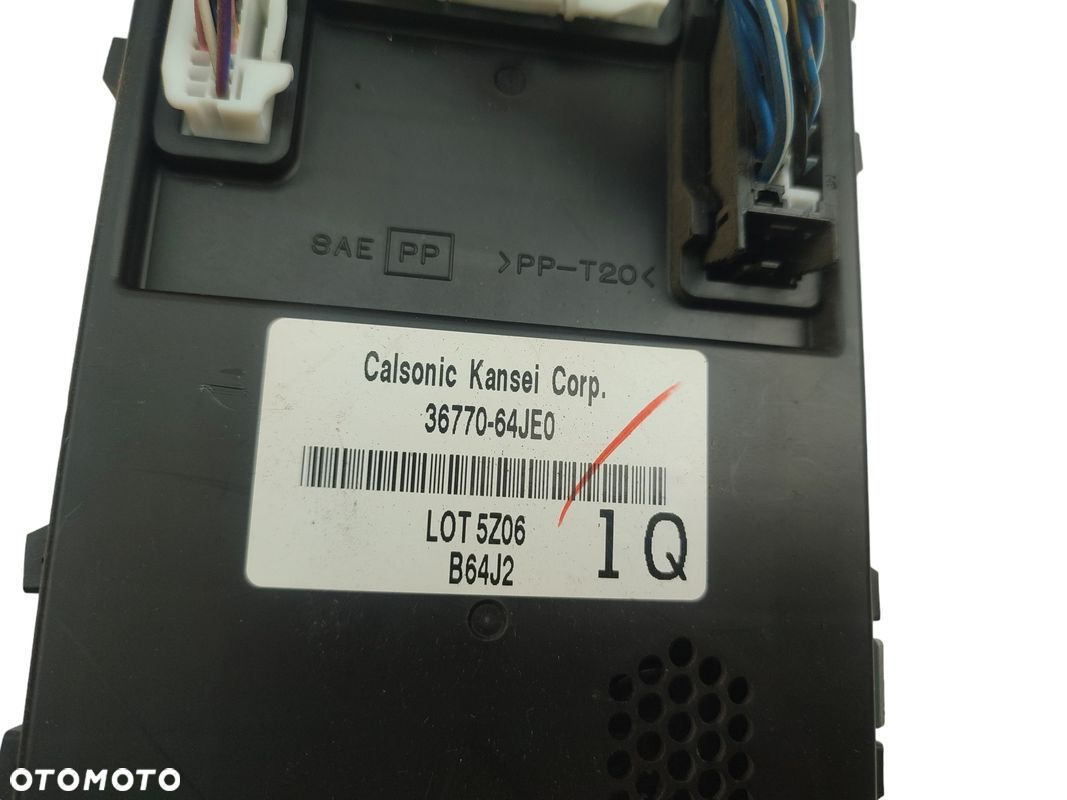 SAE PP >PP-T20<
Calsonic Kansei Corp.
36770-64JE0
LOT 5Z06
B64J2
1Q
OTOMOTO